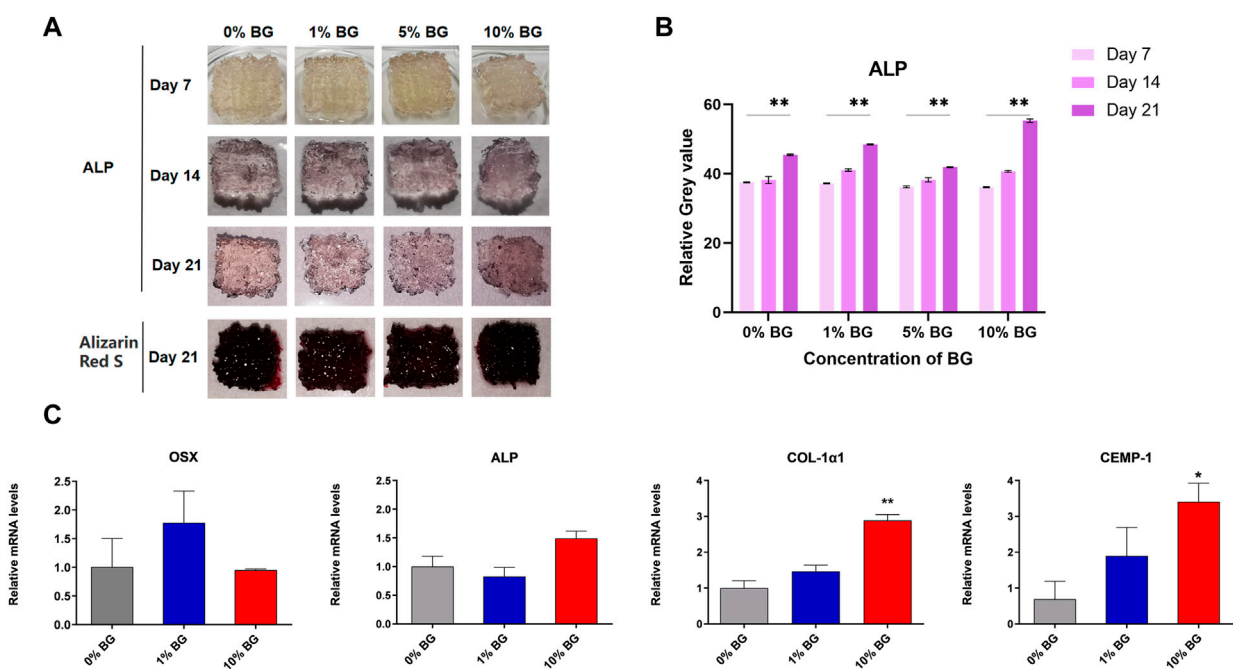 A
0% BG 1% BG 5% BG 10% BG
Day 7
ALP
Day 14
Day 21
Alizarin
Red S
Day 21
B
ALP
Day 7
Day 14
Day 21
Relative Grey value
60
40
20
0
** ** ** **
0% BG 1% BG 5% BG 10% BG
Concentration of BG
C
OSX
Relative mRNA levels
2.5
2.0
1.5
1.0
0.5
0.0
0% BG 1% BG 10% BG
ALP
Relative mRNA levels
2.5
2.0
1.5
1.0
0.5
0.0
0% BG 1% BG 10% BG
COL-1α1
Relative mRNA levels
4
3
2
1
0
**
0% BG 1% BG 10% BG
CEMP-1
Relative mRNA levels
4
3
2
1
0
*
0% BG 1% BG 10% BG